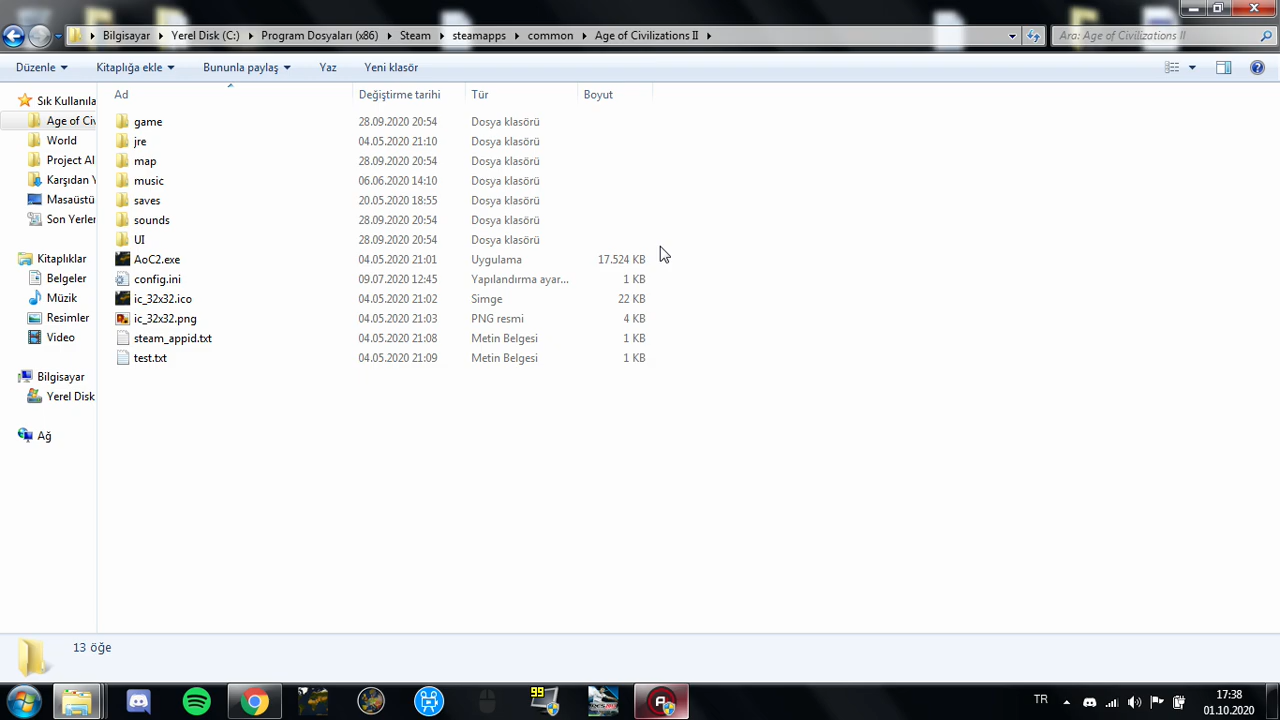 Bilgisayar Yerel Disk (C:) Program Dosyaları (x86) Steam steamapps common Age of Civilizations II Ara: Age of Civilizations II
Düzenle Kitaplığa ekle Bununla paylaş Yaz Yeni klasör
Ad Değiştirme tarihi Tür Boyut
Sık Kullanıla
Age of Civ
World
Project AI
Karşıdan Y
Masaüstü
Son Yerler
Kitaplıklar
Belgeler
Müzik
Resimler
Video
Bilgisayar
Yerel Disk
Ağ
game 28.09.2020 20:54 Dosya klasörü
jre 04.05.2020 21:10 Dosya klasörü
map 28.09.2020 20:54 Dosya klasörü
music 06.06.2020 14:10 Dosya klasörü
saves 20.05.2020 18:55 Dosya klasörü
sounds 28.09.2020 20:54 Dosya klasörü
UI 28.09.2020 20:54 Dosya klasörü
AoC2.exe 04.05.2020 21:01 Uygulama 17.524 KB
config.ini 09.07.2020 12:45 Yapılandırma ayar... 1 KB
ic_32x32.ico 04.05.2020 21:02 Simge 22 KB
ic_32x32.png 04.05.2020 21:03 PNG resmi 4 KB
steam_appid.txt 04.05.2020 21:08 Metin Belgesi 1 KB
test.txt 04.05.2020 21:09 Metin Belgesi 1 KB
13 öğe
99
TR
17:38
01.10.2020